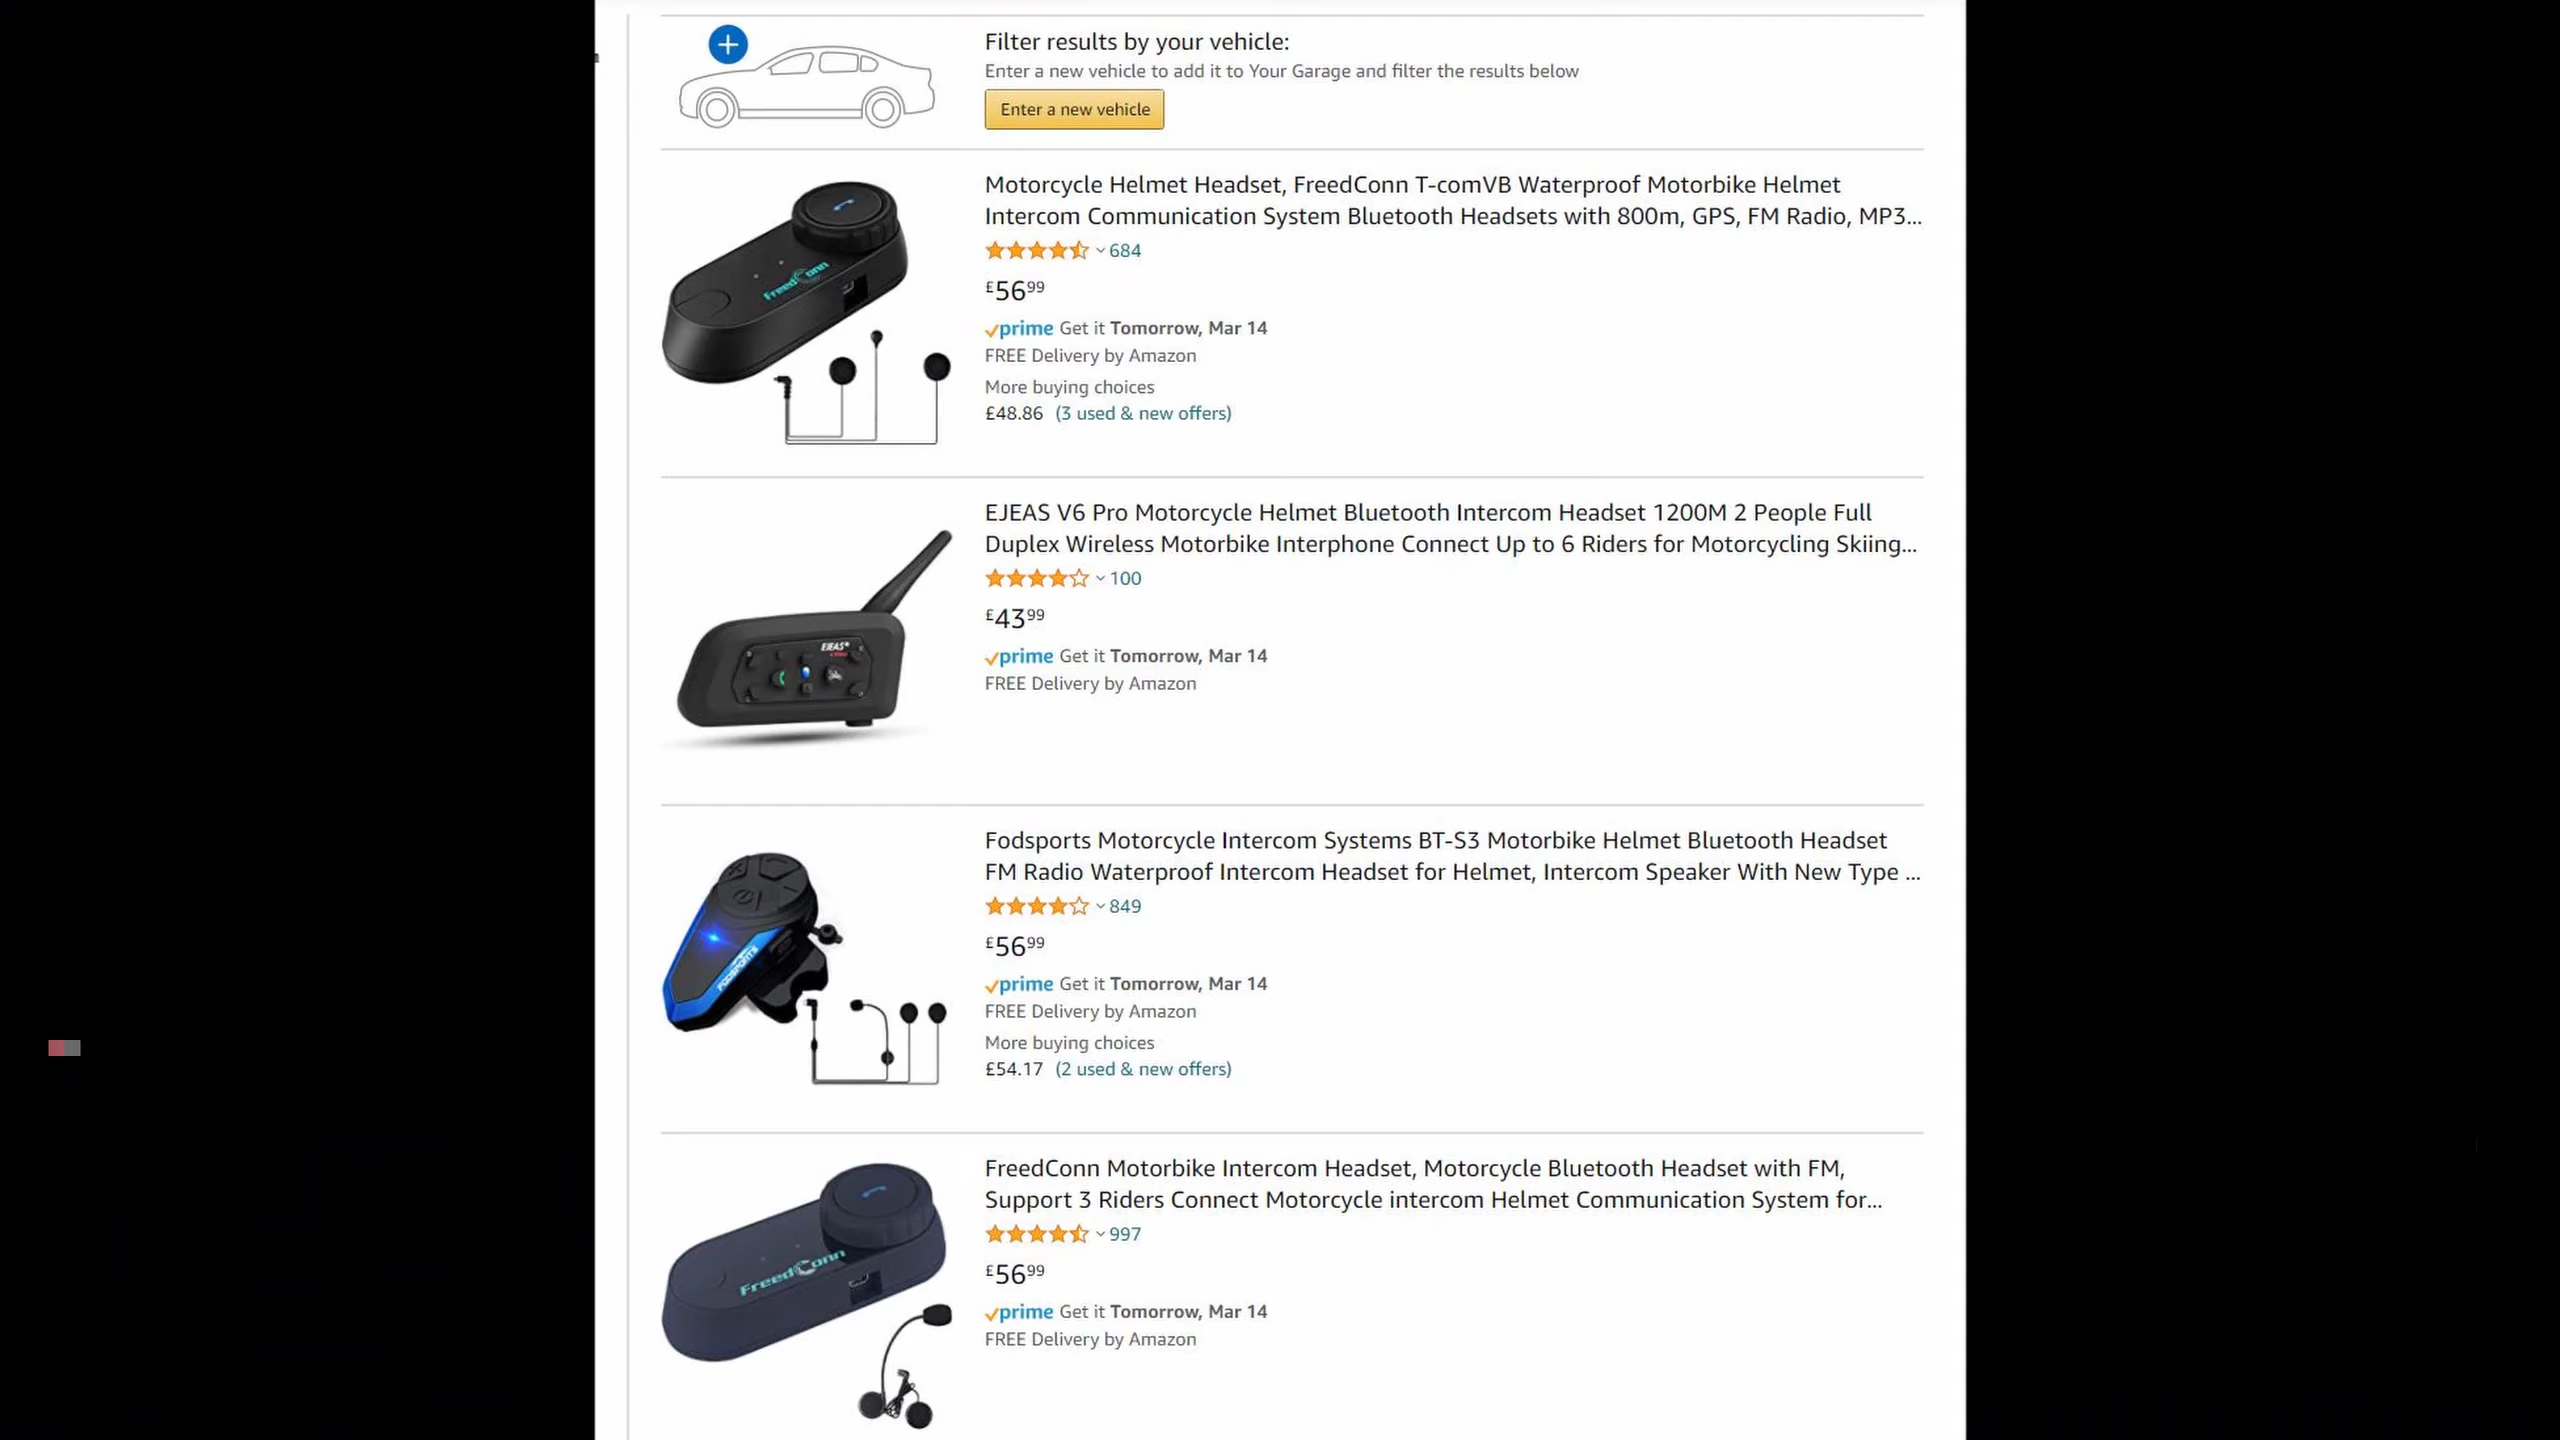 Filter results by your vehicle:
Enter a new vehicle to add it to Your Garage and filter the results below
Enter a new vehicle
Motorcycle Helmet Headset, FreedConn T-comVB Waterproof Motorbike Helmet
Intercom Communication System Bluetooth Headsets with 800m, GPS, FM Radio, MP3...
684
£56.99
prime Get it Tomorrow, Mar 14
FREE Delivery by Amazon
More buying choices
£48.86 (3 used & new offers)
FreedConn
EJEAS V6 Pro Motorcycle Helmet Bluetooth Intercom Headset 1200M 2 People Full
Duplex Wireless Motorbike Interphone Connect Up to 6 Riders for Motorcycling Skiing...
100
£43.99
prime Get it Tomorrow, Mar 14
FREE Delivery by Amazon
EJEAS
Fodsports Motorcycle Intercom Systems BT-S3 Motorbike Helmet Bluetooth Headset
FM Radio Waterproof Intercom Headset for Helmet, Intercom Speaker With New Type ...
849
£56.99
prime Get it Tomorrow, Mar 14
FREE Delivery by Amazon
More buying choices
£54.17 (2 used & new offers)
FODSPORTS
FreedConn Motorbike Intercom Headset, Motorcycle Bluetooth Headset with FM,
Support 3 Riders Connect Motorcycle intercom Helmet Communication System for...
997
£56.99
prime Get it Tomorrow, Mar 14
FREE Delivery by Amazon
FreedConn